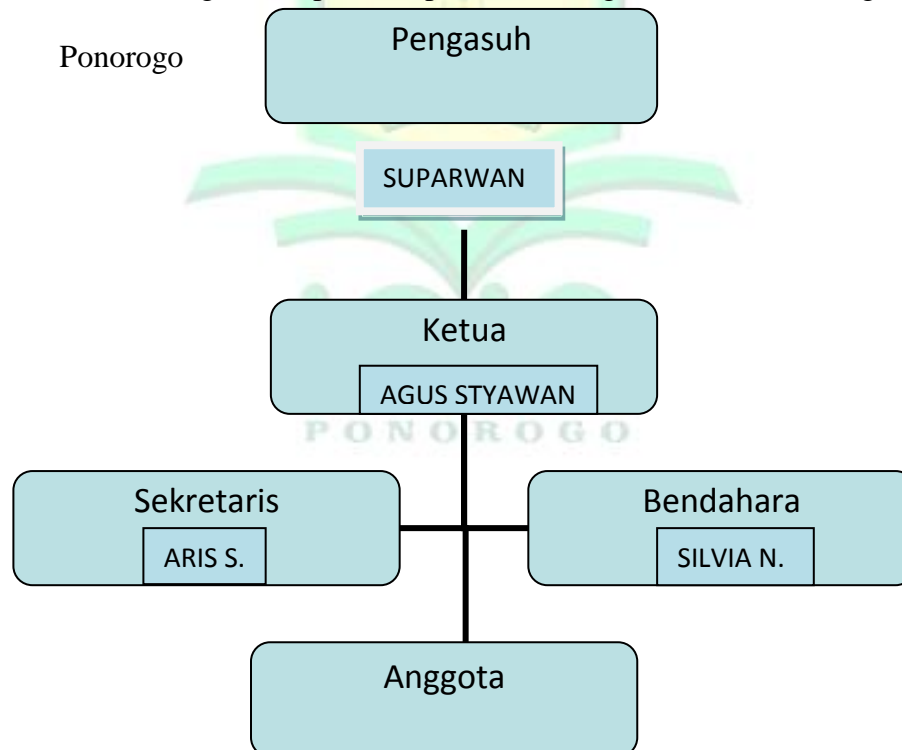 Pengasuh
Ponorogo
SUPARWAN
Ketua
AGUS STYAWAN
PONOROGO
Sekretaris
Bendahara
ARIS S.
SILVIA N.
Anggota